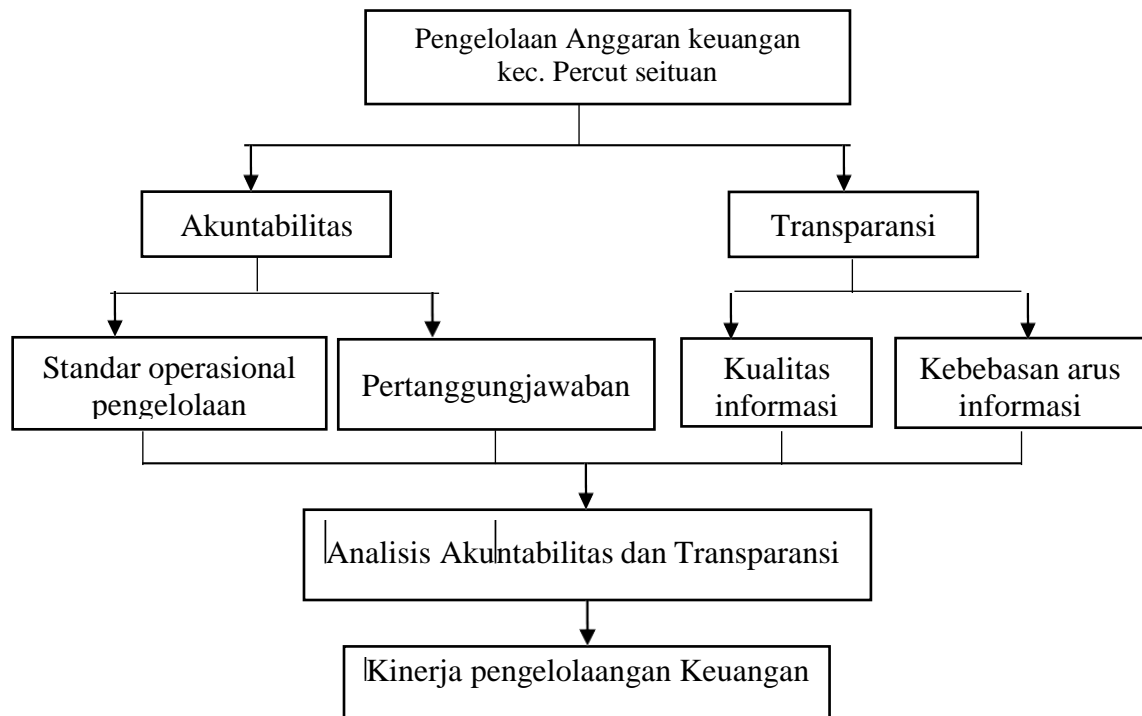 Pengelolaan Anggaran keuangan
kec. Percut seituan
Akuntabilitas
Transparansi
Standar operasional
pengelolaan
Pertanggungjawaban
Kualitas
informasi
Kebebasan arus
informasi
Analisis Akuntabilitas dan Transparansi
Kinerja pengelolaangan Keuangan